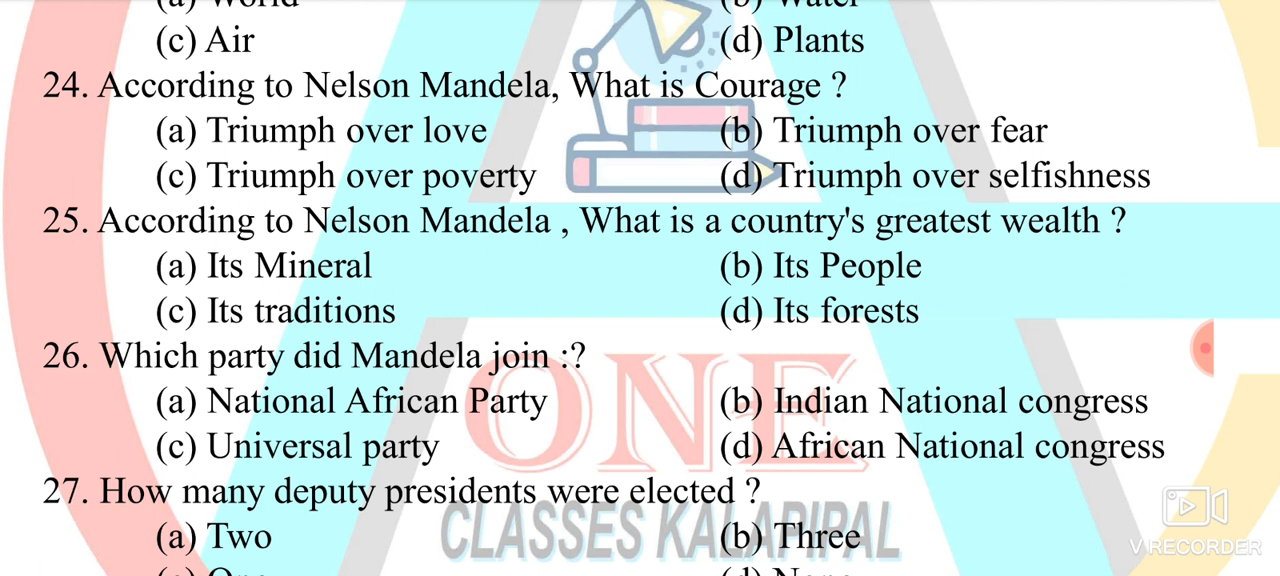 (a) World (b) Water
(c) Air (d) Plants
24. According to Nelson Mandela, What is Courage ?
(a) Triumph over love (b) Triumph over fear
(c) Triumph over poverty (d) Triumph over selfishness
25. According to Nelson Mandela , What is a country's greatest wealth ?
(a) Its Mineral (b) Its People
(c) Its traditions (d) Its forests
26. Which party did Mandela join :?
(a) National African Party (b) Indian National congress
(c) Universal party (d) African National congress
ONE
27. How many deputy presidents were elected ?
(a) Two (b) Three
CLASSES KALARIPAL
V RECORDER